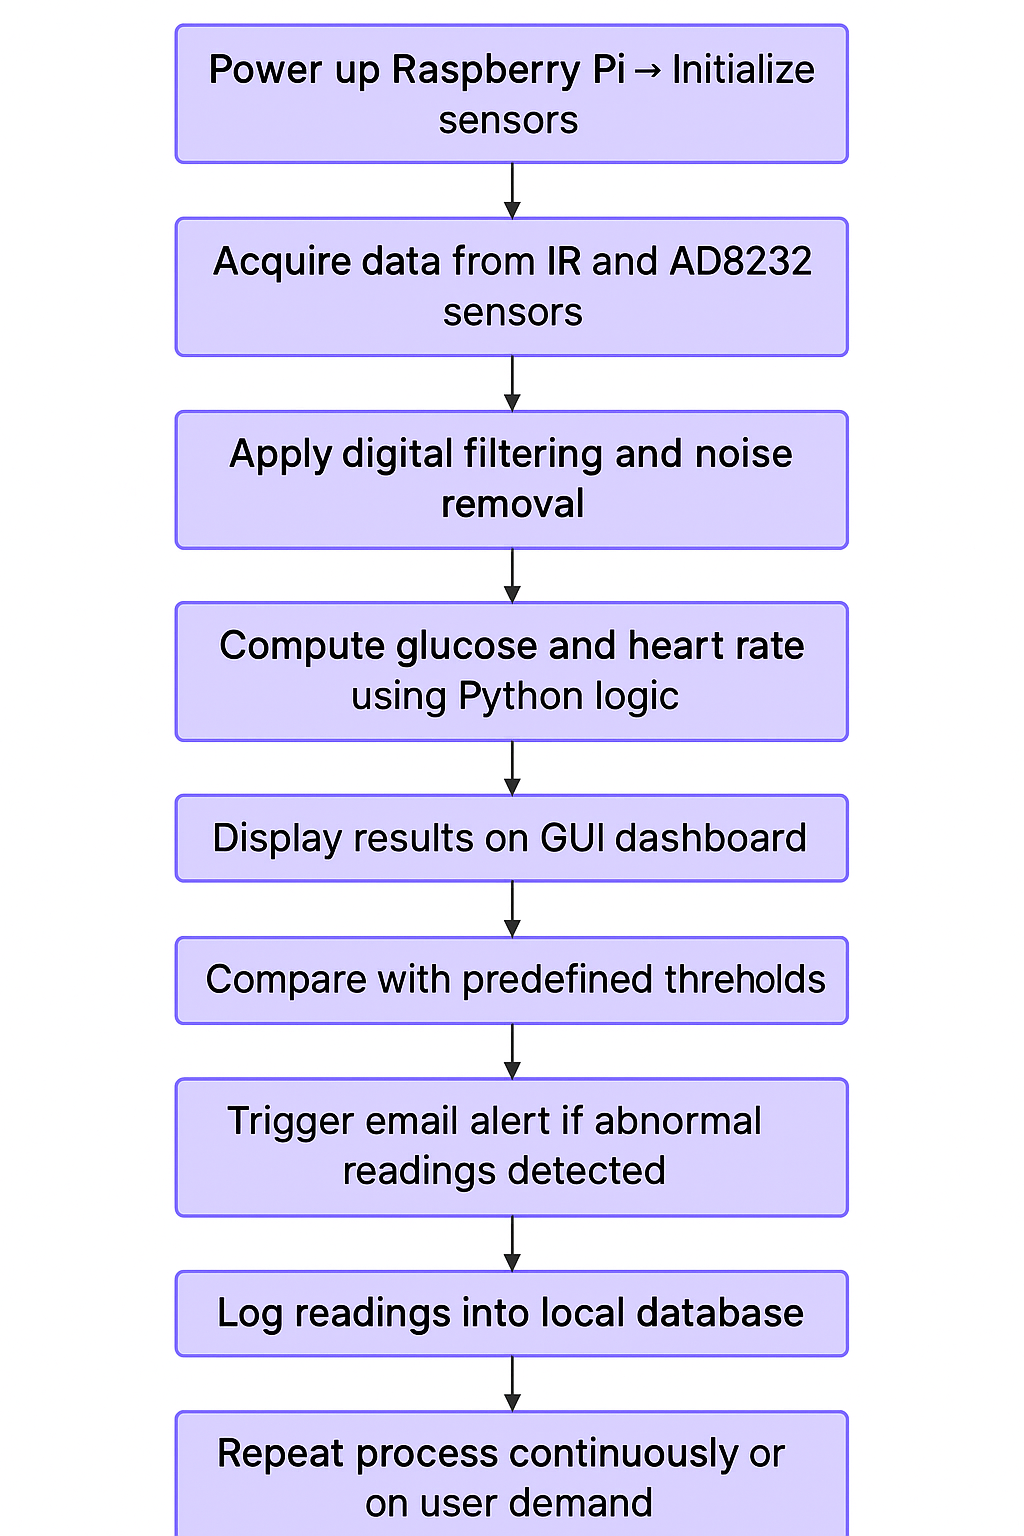 Power up Raspberry Pi → Initialize
sensors
Acquire data from IR and AD8232
sensors
Apply digital filtering and noise
removal
Compute glucose and heart rate
using Python logic
Display results on GUI dashboard
Compare with predefined threholds
Trigger email alert if abnormal
readings detected
Log readings into local database
Repeat process continuously or
on user demand